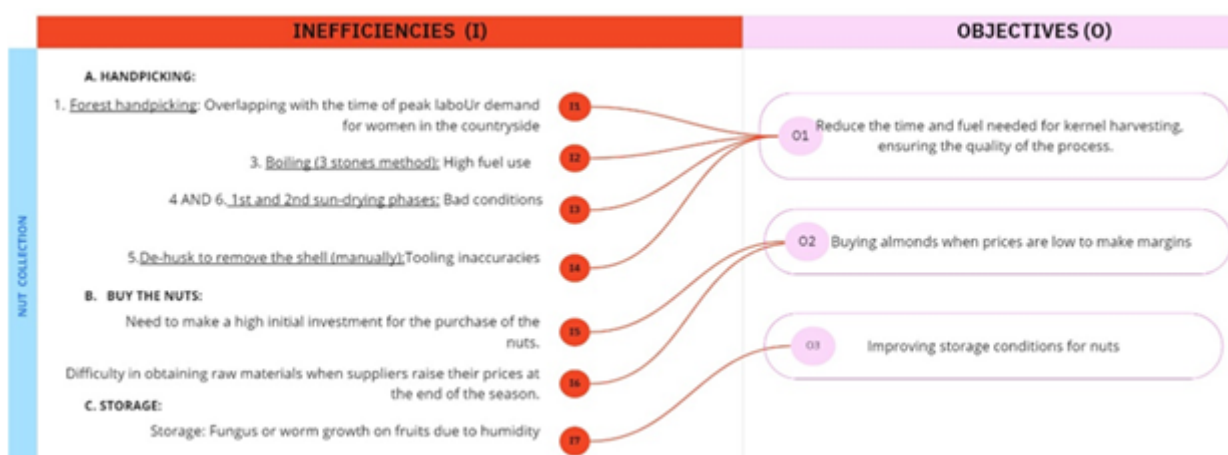 INEFFICIENCIES (I)
OBJECTIVES (O)
NUT COLLECTION
A. HANDPICKING:
1. Forest handpicking: Overlapping with the time of peak laboUr demand
for women in the countryside
I1
3. Boiling (3 stones method): High fuel use
I2
4 AND 6. 1st and 2nd sun-drying phases: Bad conditions
I3
5.De-husk to remove the shell (manually):Tooling inaccuracies
I4
B. BUY THE NUTS:
Need to make a high initial investment for the purchase of the
nuts.
I5
Difficulty in obtaining raw materials when suppliers raise their prices at
the end of the season.
I6
C. STORAGE:
Storage: Fungus or worm growth on fruits due to humidity
I7
O1
Reduce the time and fuel needed for kernel harvesting,
ensuring the quality of the process.
O2
Buying almonds when prices are low to make margins
O3
Improving storage conditions for nuts